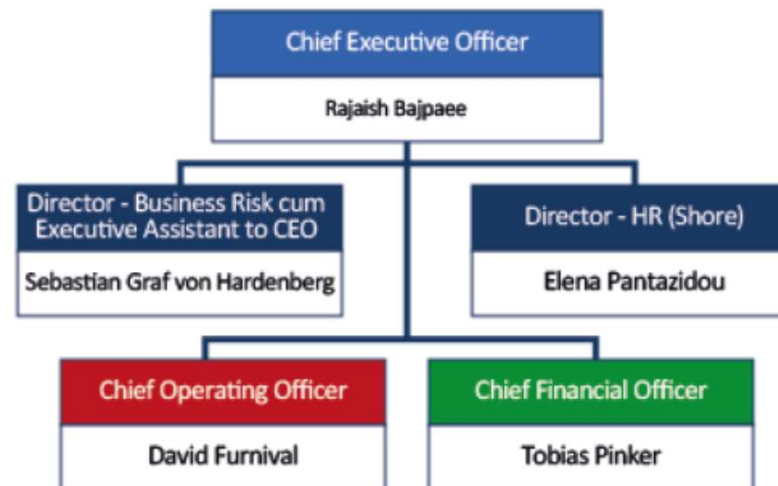 Chief Executive Officer
Rajaish Bajpaee
Director - Business Risk cum
Executive Assistant to CEO
Sebastian Graf von Hardenberg
Director - HR (Shore)
Elena Pantazidou
Chief Operating Officer
David Furnival
Chief Financial Officer
Tobias Pinker